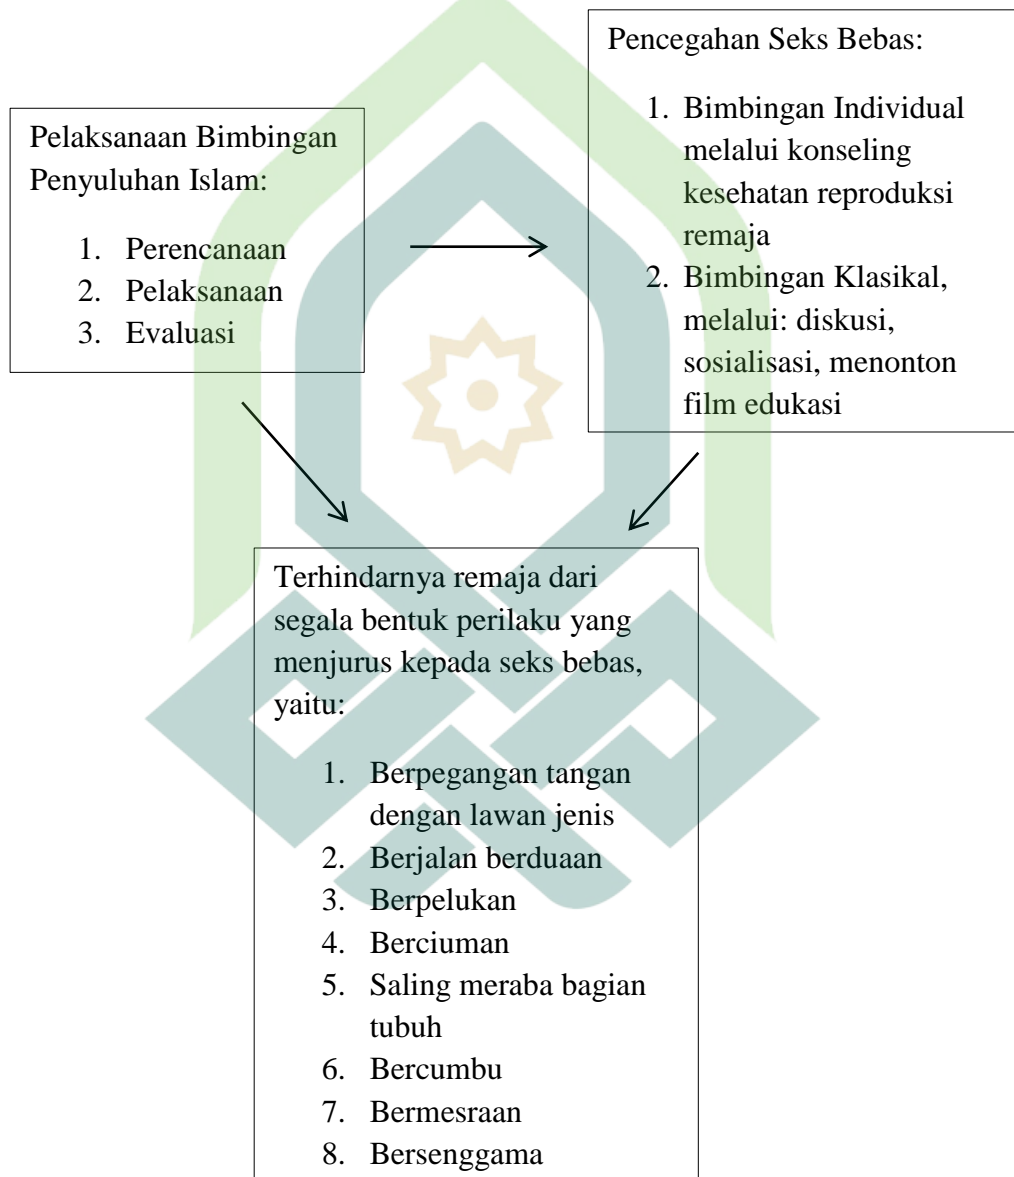 Pelaksanaan Bimbingan
Penyuluhan Islam:
1. Perencanaan
2. Pelaksanaan
3. Evaluasi
Pencegahan Seks Bebas:
1. Bimbingan Individual
melalui konseling
kesehatan reproduksi
remaja
2. Bimbingan Klasikal,
melalui: diskusi,
sosialisasi, menonton
film edukasi
Terhindarnya remaja dari
segala bentuk perilaku yang
menjurus kepada seks bebas,
yaitu:
1. Berpegangan tangan
dengan lawan jenis
2. Berjalan berduaan
3. Berpelukan
4. Berciuman
5. Saling meraba bagian
tubuh
6. Bercumbu
7. Bermesraan
8. Bersenggama